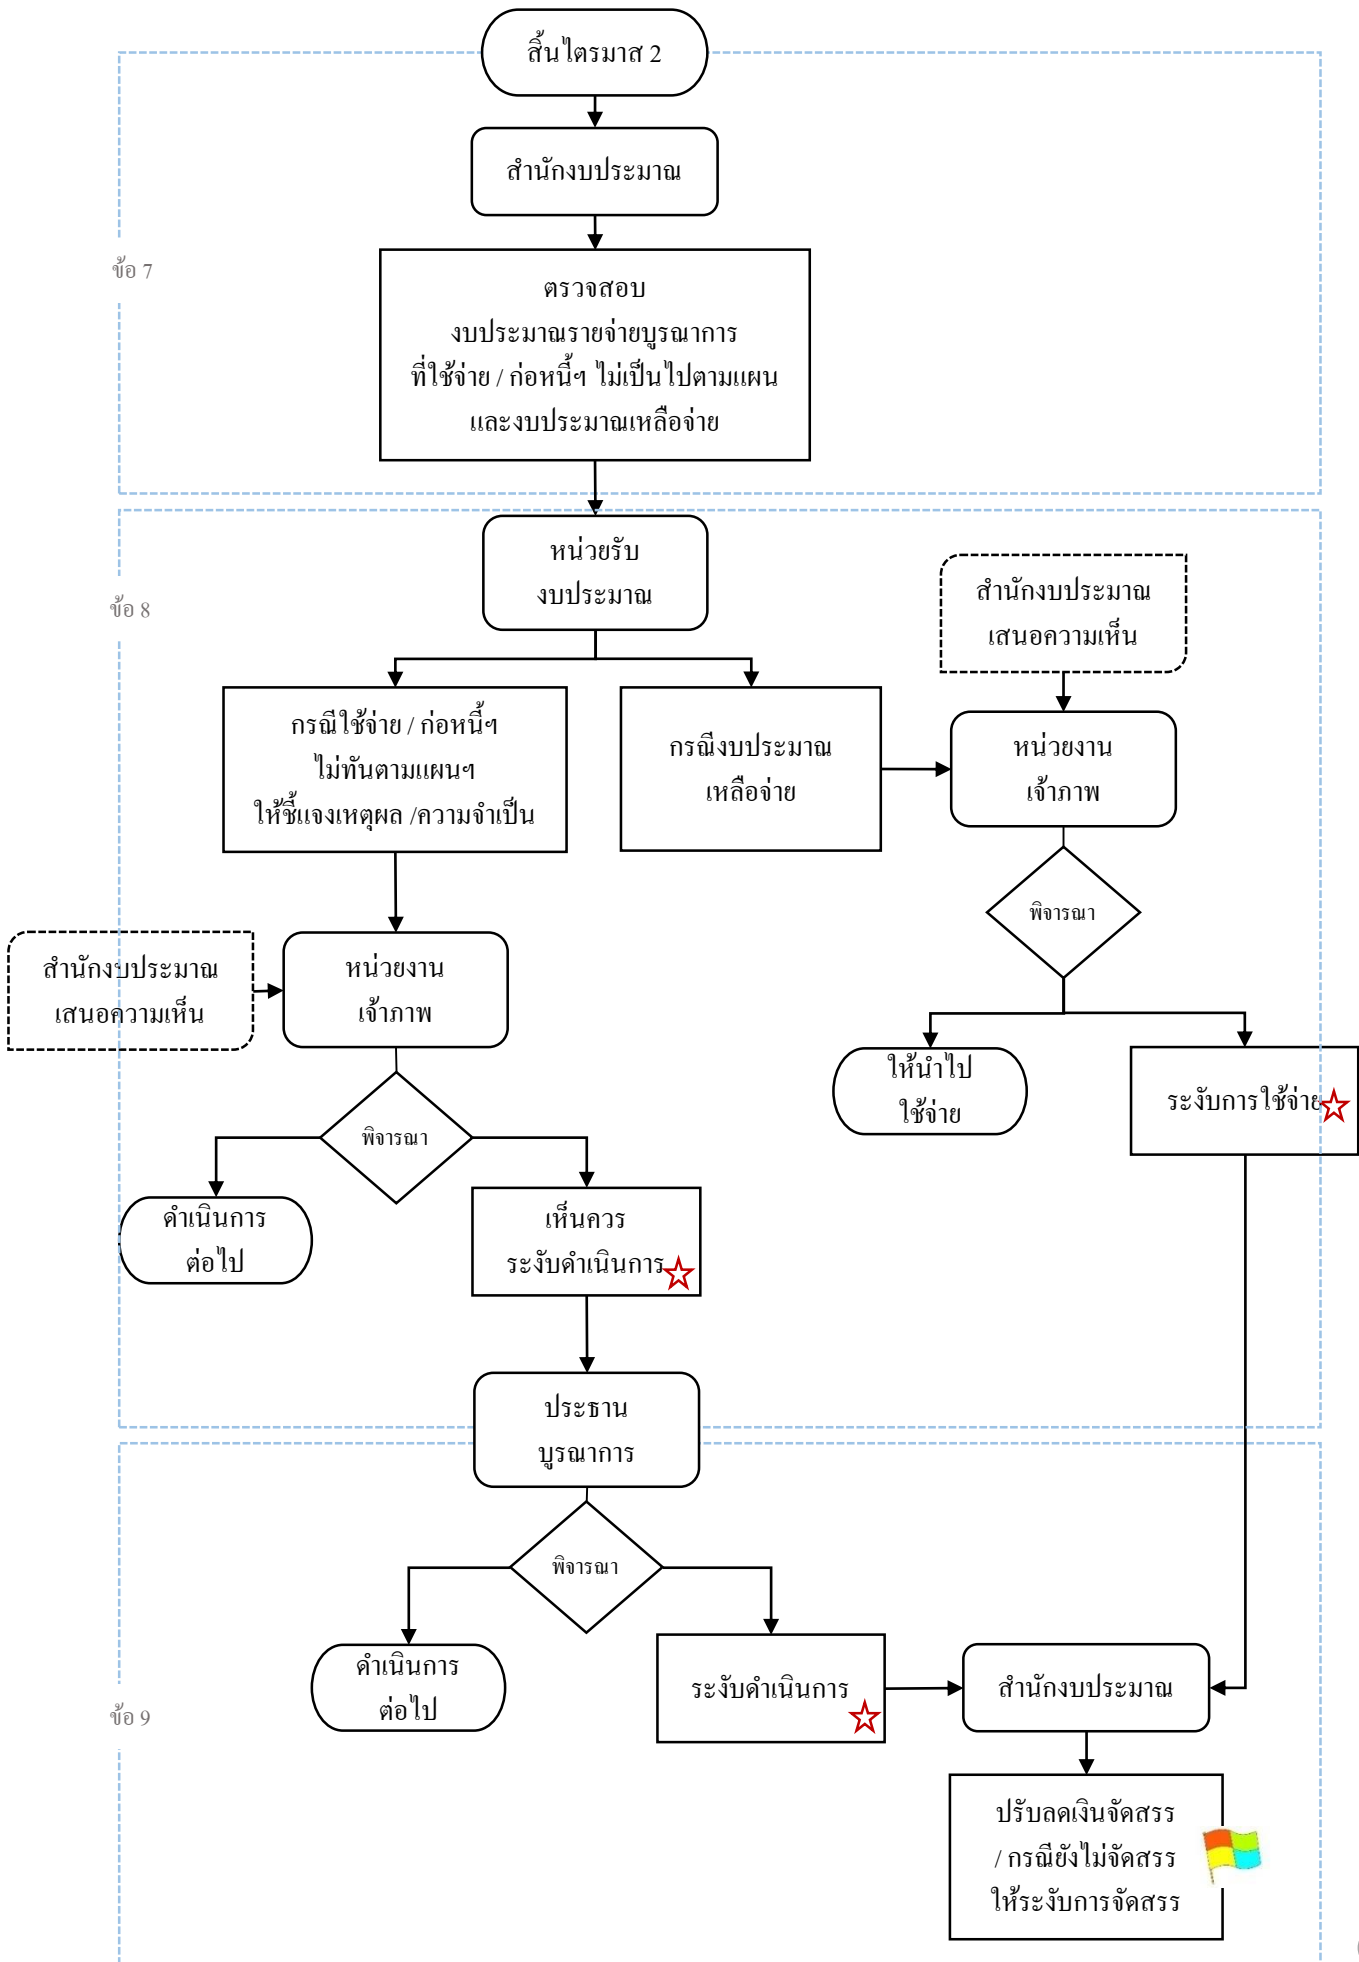 สิ้นไตรมาส 2
สำนักงบประมาณ
ข้อ 7
ตรวจสอบ
งบประมาณรายจ่ายบูรณาการ
ที่ใช้จ่าย / ก่อหนี้ฯ ไม่เป็นไปตามแผน
และงบประมาณเหลือจ่าย
ข้อ 8
หน่วยรับ
งบประมาณ
สำนักงบประมาณ
เสนอความเห็น
กรณีใช้จ่าย / ก่อหนี้ฯ
ไม่ทันตามแผนฯ
ให้ชี้แจงเหตุผล /ความจำเป็น
กรณีงบประมาณ
เหลือจ่าย
หน่วยงาน
เจ้าภาพ
พิจารณา
สำนักงบประมาณ
เสนอความเห็น
หน่วยงาน
เจ้าภาพ
ให้นำไป
ใช้จ่าย
ระงับการใช้จ่าย
พิจารณา
ดำเนินการ
ต่อไป
เห็นควร
ระงับดำเนินการ
ประธาน
บูรณาการ
พิจารณา
ข้อ 9
ดำเนินการ
ต่อไป
ระงับดำเนินการ
สำนักงบประมาณ
ปรับลดเงินจัดสรร
/ กรณียังไม่จัดสรร
ให้ระงับการจัดสรร